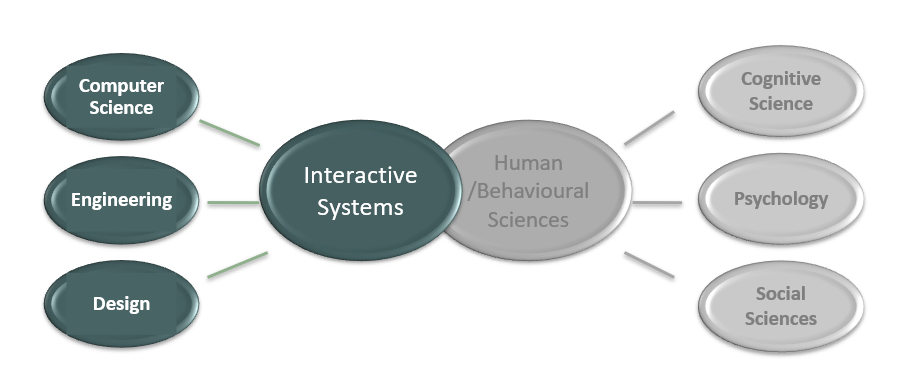 Computer
Science
Engineering
Design
Interactive
Systems
Human
/Behavioural
Sciences
Cognitive
Science
Psychology
Social
Sciences